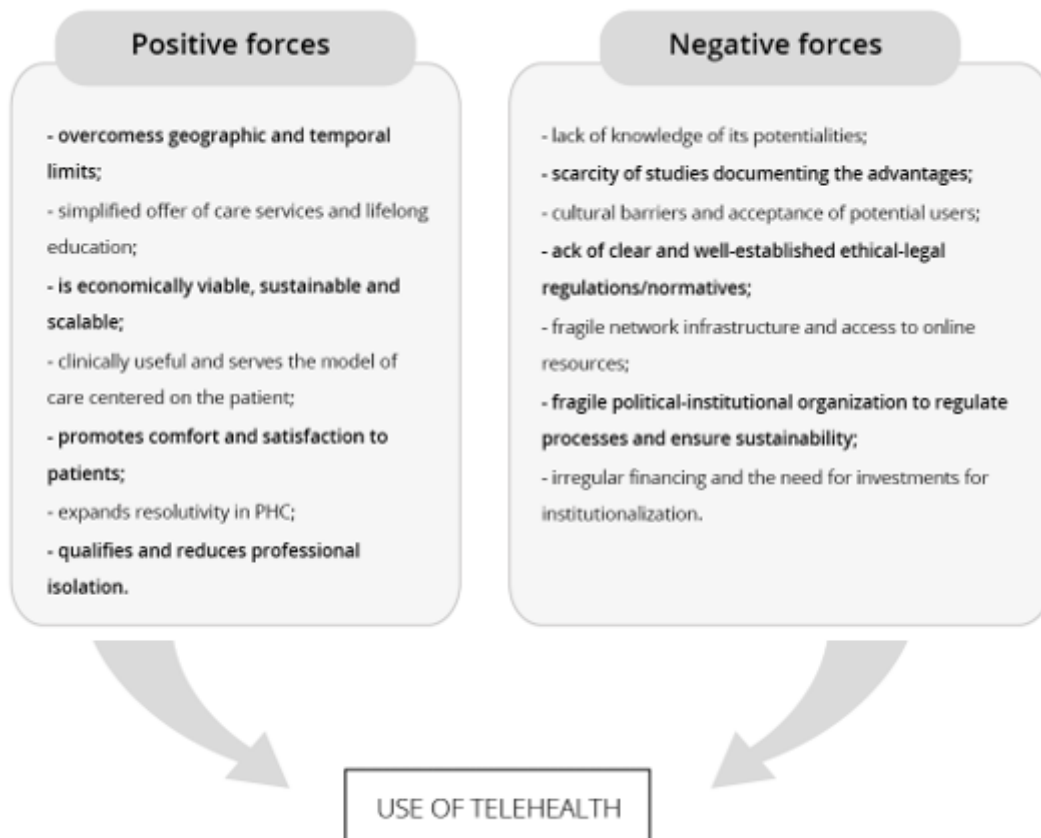 Positive forces
- overcomess geographic and temporal
limits;
- simplified offer of care services and lifelong
education;
- is economically viable, sustainable and
scalable;
- clinically useful and serves the model of
care centered on the patient;
- promotes comfort and satisfaction to
patients;
- expands resolutivity in PHC;
- qualifies and reduces professional
isolation.
Negative forces
- lack of knowledge of its potentialities;
- scarcity of studies documenting the advantages;
- cultural barriers and acceptance of potential users;
- ack of clear and well-established ethical-legal
regulations/normatives;
- fragile network infrastructure and access to online
resources;
- fragile political-institutional organization to regulate
processes and ensure sustainability;
- irregular financing and the need for investments for
institutionalization.
USE OF TELEHEALTH